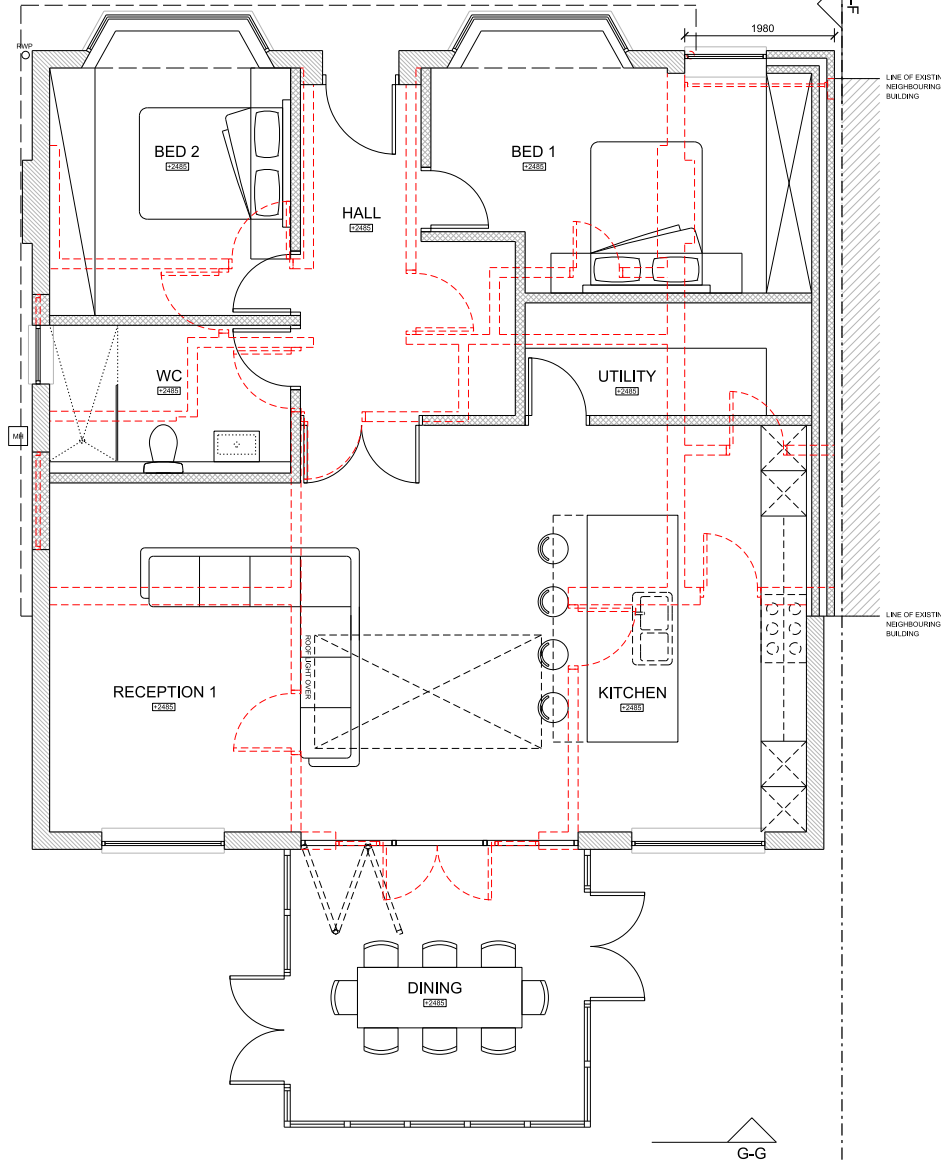 F
1980
RWP
LINE OF EXISTIN
NEIGHBOURING
BUILDING
BED 2
+2485
BED 1
+2485
HALL
+2485
WC
+2485
UTILITY
+2485
MH
LINE OF EXISTIN
NEIGHBOURING
BUILDING
ROOF LIGHT OVER
RECEPTION 1
+2485
KITCHEN
+2485
DINING
+2485
G-G